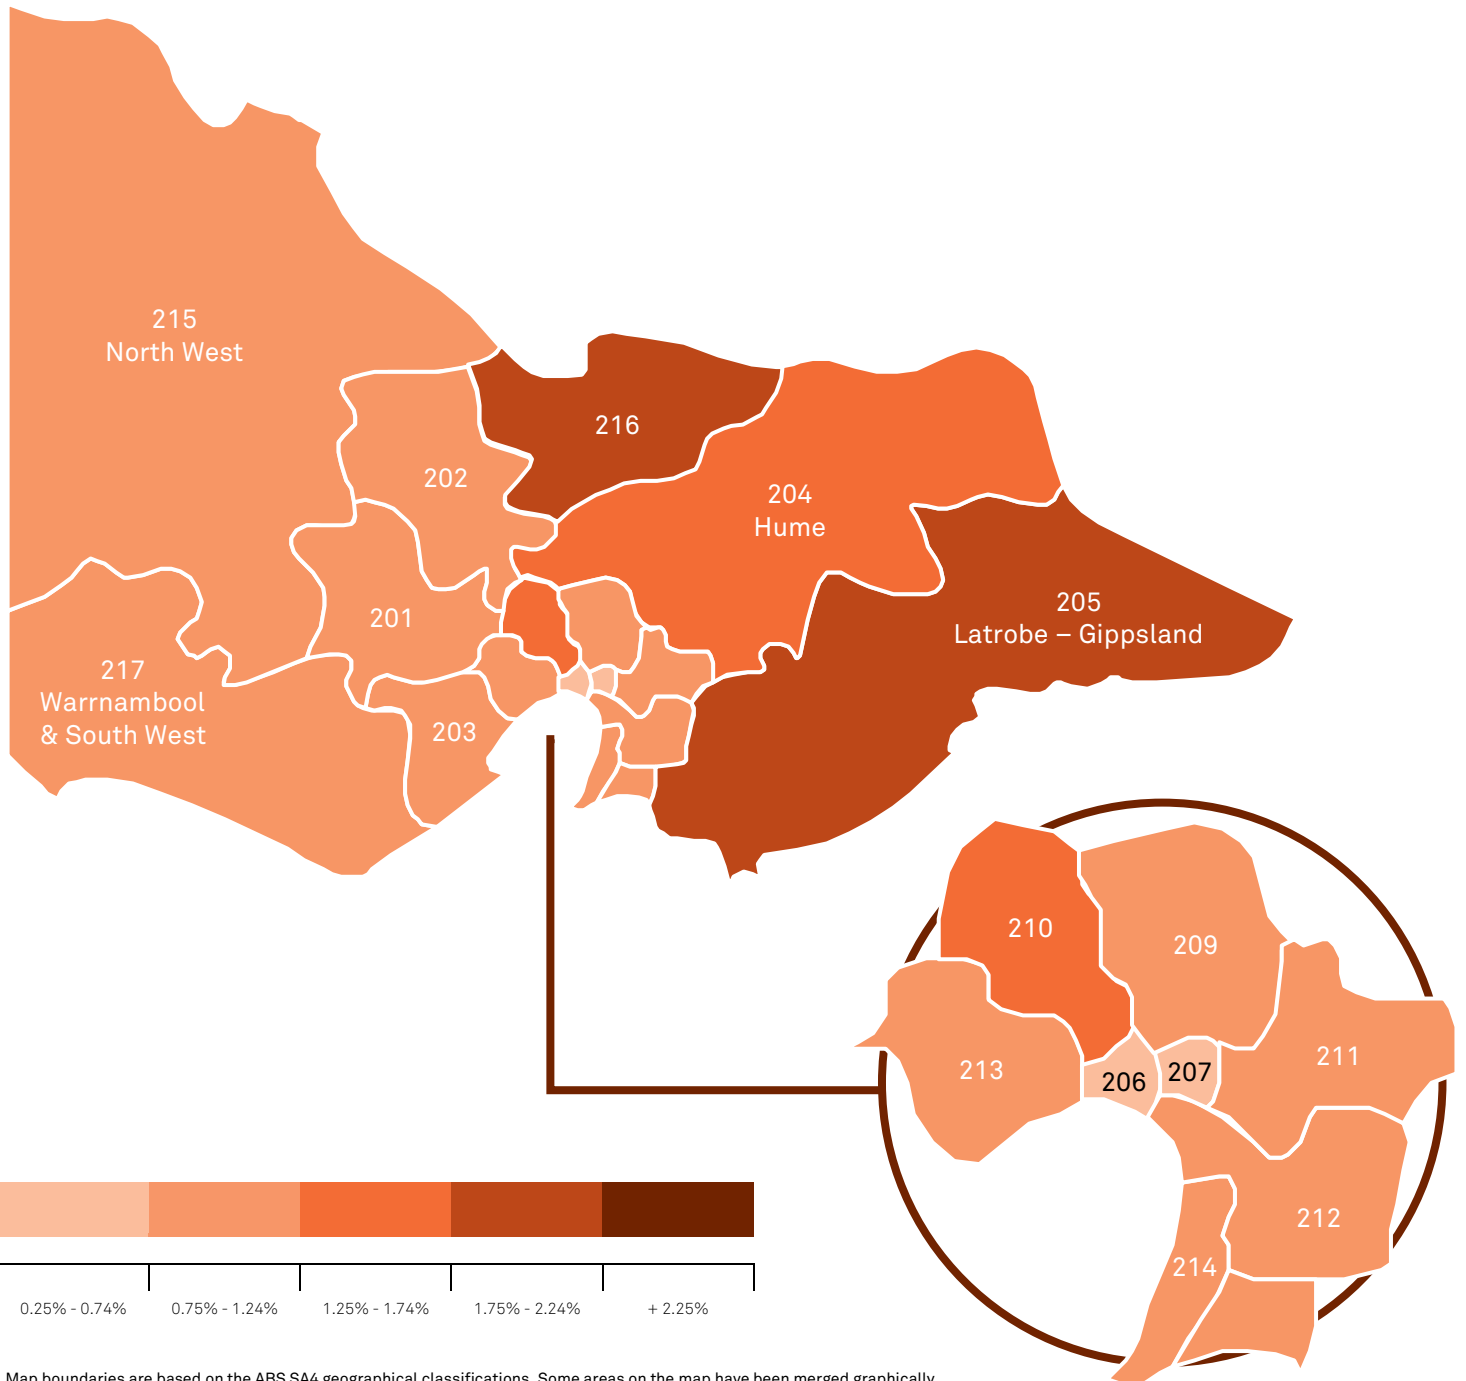 215
North West
216
202
204
Hume
205
Latrobe – Gippsland
201
217
Warrnambool
& South West
203
210
209
211
213
206
207
212
214
0.25% - 0.74%
0.75% - 1.24%
1.25% - 1.74%
1.75% - 2.24%
+ 2.25%
Map boundaries are based on the ABS SA4 geographical classifications. Some areas on the map have been merged graphically